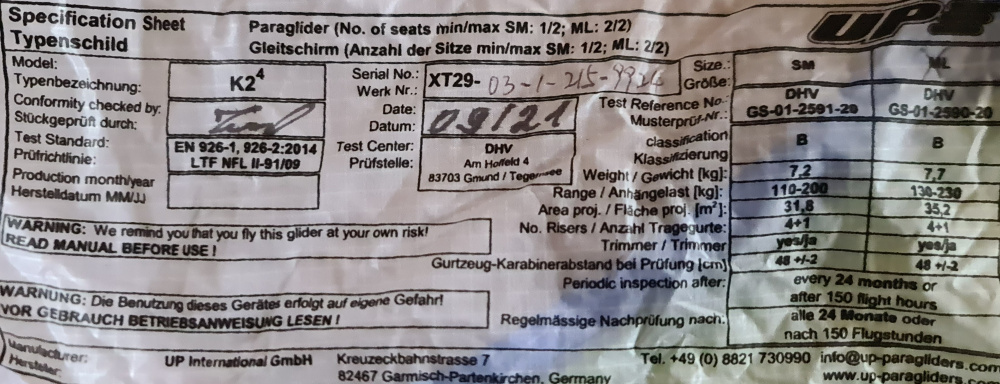 Specification Sheet
Typenschild
Paraglider (No. of seats min/max SM: 1/2; ML: 2/2)
Gleitschirm (Anzahl der Sitze min/max SM: 1/2; ML: 2/2)
UP
Model:
Typenbezeichnung:
K2⁴
Conformity checked by:
Stückgeprüft durch:
Test Standard:
Prüfrichtlinie:
EN 926-1, 926-2:2014
LTF NFL II-91/09
Production month/year
Herstelldatum MM/JJ
Serial No.:
Werk Nr.:
XT29-03-1-215-
Date:
Datum:
09/21
Test Center:
Prüfstelle:
DHV
Am Hoffeld 4
83703 Gmund / Tegernsee
Size.: SM ML
Größe:
Test Reference No. DHV DHV
Musterprüf-Nr.: GS-01-2591-20 GS-01-2590-20
Classification B B
Klassifizierung
Weight / Gewicht [kg]: 7,2 7,7
Range / Anhängelast [kg]: 110-200 130-230
Area proj. / Fläche proj. [m²]: 31,8 35,2
No. Risers / Anzahl Tragegurte: 4+1 4+1
Trimmer / Trimmer yes/ja yes/ja
Gurtzeug-Karabinerabstand bei Prüfung [cm] 48 +/-2 48 +/-2
Periodic inspection after: every 24 months or
after 150 flight hours
Regelmässige Nachprüfung nach: alle 24 Monate oder
nach 150 Flugstunden
WARNING: We remind you that you fly this glider at your own risk!
READ MANUAL BEFORE USE !
WARNUNG: Die Benutzung dieses Gerätes erfolgt auf eigene Gefahr!
VOR GEBRAUCH BETRIEBSANWEISUNG LESEN !
Manufacturer:
Hersteller:
UP International GmbH
Kreuzeckbahnstrasse 7
82467 Garmisch-Partenkirchen, Germany
Tel. +49 (0) 8821 730990 info@up-paragliders.com
www.up-paragliders.co